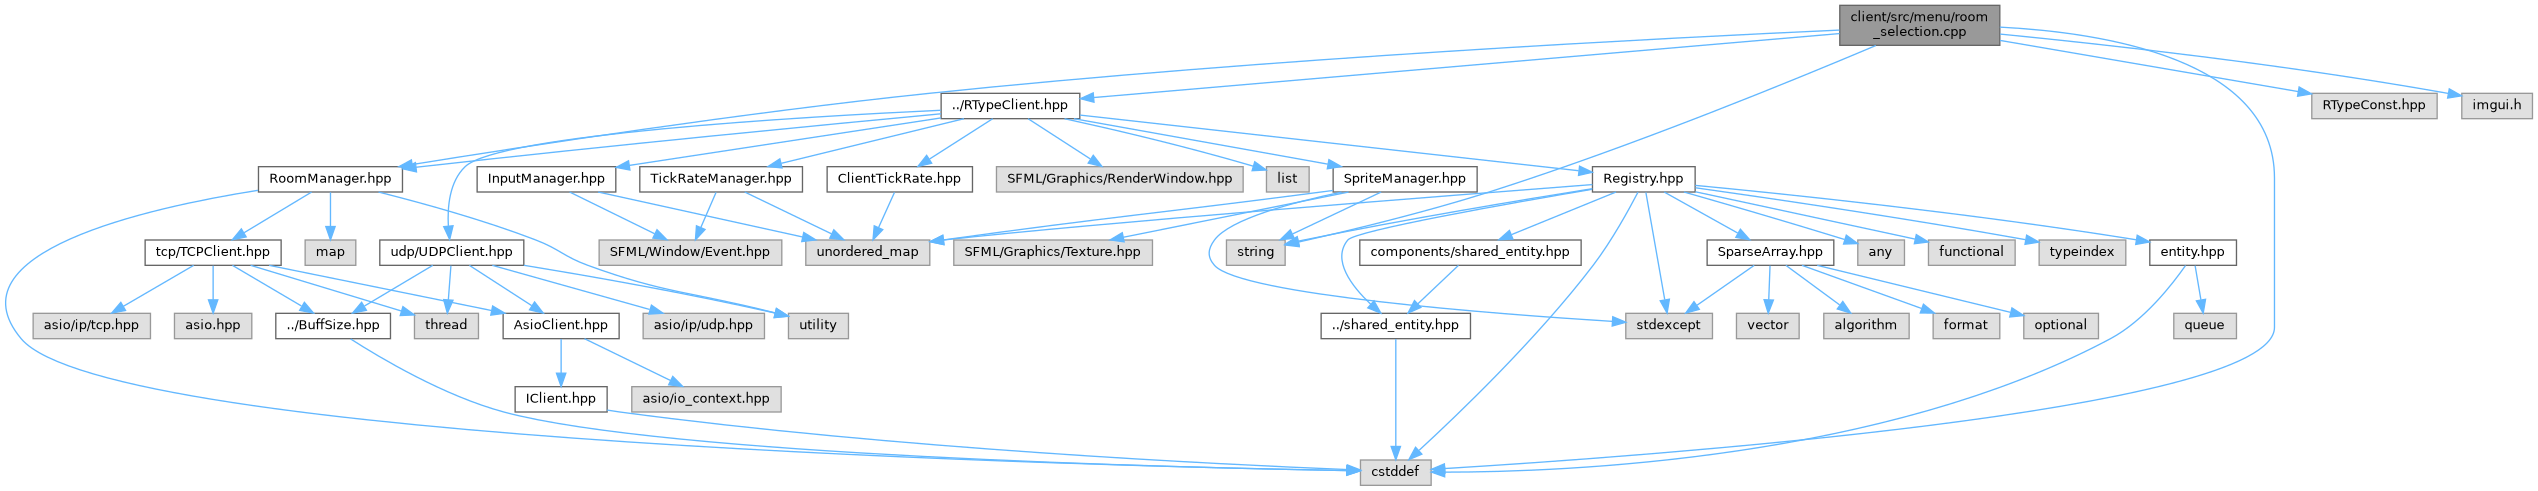 client/src/menu/room
_selection.cpp
../RTypeClient.hpp
RTypeConst.hpp
imgui.h
RoomManager.hpp
InputManager.hpp
TickRateManager.hpp
ClientTickRate.hpp
SFML/Graphics/RenderWindow.hpp
list
SpriteManager.hpp
Registry.hpp
tcp/TCPClient.hpp
map
udp/UDPClient.hpp
SFML/Window/Event.hpp
unordered_map
SFML/Graphics/Texture.hpp
string
components/shared_entity.hpp
SparseArray.hpp
any
functional
typeindex
entity.hpp
asio/ip/tcp.hpp
asio.hpp
../BuffSize.hpp
thread
AsioClient.hpp
asio/ip/udp.hpp
utility
../shared_entity.hpp
stdexcept
vector
algorithm
format
optional
queue
IClient.hpp
asio/io_context.hpp
cstddef